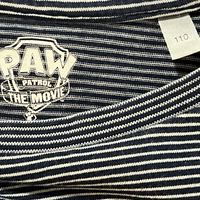 PAW
PATROL
THE MOVIE
110